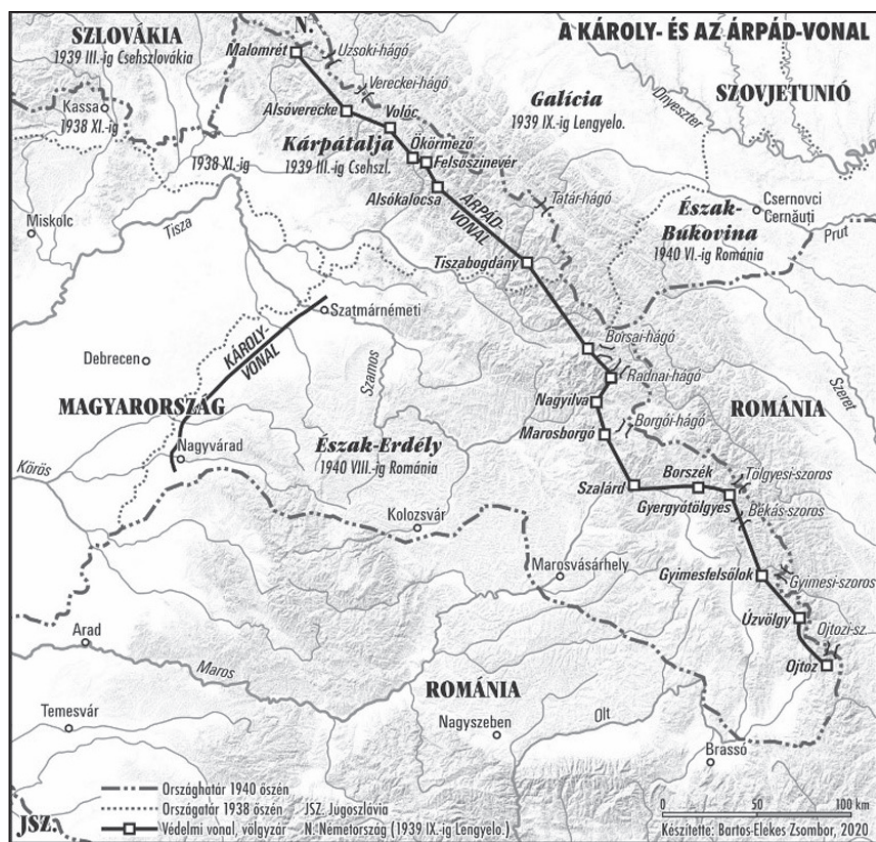 A KÁROLY- ÉS AZ ÁRPÁD-VONAL
N.
SZLOVÁKIA
1939 III.-ig Csehszlovákia
Malomrét
Uzsoki-hágó
Vereckei-hágó
Galícia
1939 IX.-ig Lengyelo.
SZOVJETUNIÓ
Dnyeszter
Kassa
1938 XI.-ig
Alsóverecke
Volóc
Kárpátalja
1939 III.-ig Csehszl.
Ökörmező
Felsőszinevér
1938 XI.-ig
Alsókalocsa
Tatár-hágó
Csernovci
Cernăuți
Miskolc
Tisza
ÁRPÁD-
VONAL
Észak-
Bukovina
1940 VI.-ig Románia
Prut
Tiszabogdány
Szatmárnémeti
KÁROLY-
VONAL
Debrecen
Szamos
Borsai-hágó
Radnai-hágó
Szeret
MAGYARORSZÁG
Nagyilva
Borgói-hágó
ROMÁNIA
Marosborgó
Nagyvárad
Észak-Erdély
1940 VIII.-ig Románia
Körös
Szalárd
Borszék
Tölgyesi-szoros
Gyergyótölgyes
Békás-szoros
Kolozsvár
Marosvásárhely
Gyimesfelsőlok
Gyimesi-szoros
Úzvölgy
Ojtozi-sz.
Arad
Ojtoz
Maros
ROMÁNIA
Temesvár
Nagyszeben
Olt
Brassó
Országhatár 1940 őszén
Országatár 1938 őszén
JSZ. Jugoszlávia
Védelmi vonal, völgyzár
N. Németország (1939 IX.-ig Lengyelo.)
JSZ.
0 50 100 km
Készítette: Bartos-Elekes Zsombor, 2020